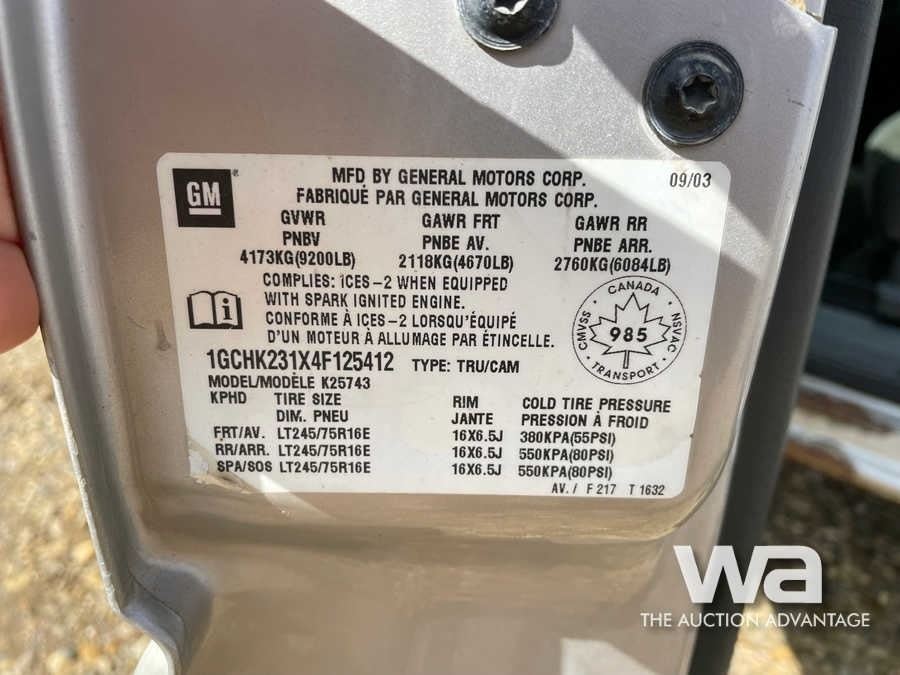 GM
MFD BY GENERAL MOTORS CORP. 09/03
FABRIQUÉ PAR GENERAL MOTORS CORP.
GVWR GAWR FRT GAWR RR
PNBV PNBE AV. PNBE ARR.
4173KG(9200LB) 2118KG(4670LB) 2760KG(6084LB)
COMPLIES: ICES-2 WHEN EQUIPPED
WITH SPARK IGNITED ENGINE.
CONFORME À ICES-2 LORSQU'ÉQUIPÉ
D'UN MOTEUR À ALLUMAGE PAR ÉTINCELLE.
CANADA
CMVSS 985 NSVAC
TRANSPORT
1GCHK231X4F125412 TYPE: TRU/CAM
MODEL/MODÈLE K25743
KPHD TIRE SIZE RIM COLD TIRE PRESSURE
DIM. PNEU JANTE PRESSION À FROID
FRT/AV. LT245/75R16E 16X6.5J 380KPA(55PSI)
RR/ARR. LT245/75R16E 16X6.5J 550KPA(80PSI)
SPA/SOS LT245/75R16E 16X6.5J 550KPA(80PSI)
AV./ F 217 T 1632
wa
THE AUCTION ADVANTAGE